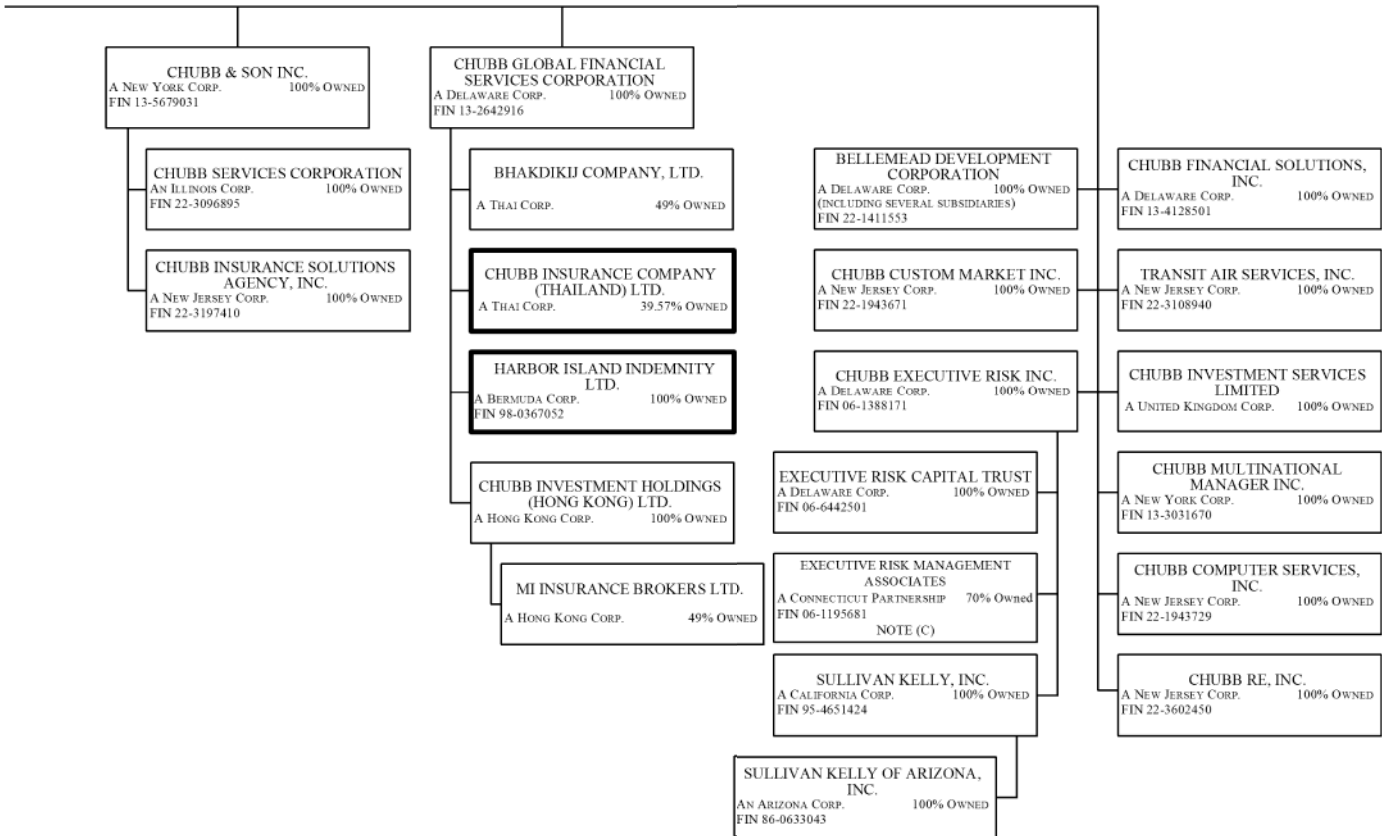 CHUBB & SON INC.
A NEW YORK CORP. 100% OWNED
FIN 13-5679031
CHUBB SERVICES CORPORATION
AN ILLINOIS CORP. 100% OWNED
FIN 22-3096895
CHUBB INSURANCE SOLUTIONS
AGENCY, INC.
A NEW JERSEY CORP. 100% OWNED
FIN 22-3197410
CHUBB GLOBAL FINANCIAL
SERVICES CORPORATION
A DELAWARE CORP. 100% OWNED
FIN 13-2642916
BHAKDIKIJ COMPANY, LTD.
A THAI CORP. 49% OWNED
CHUBB INSURANCE COMPANY
(THAILAND) LTD.
A THAI CORP. 39.57% OWNED
HARBOR ISLAND INDEMNITY
LTD.
A BERMUDA CORP. 100% OWNED
FIN 98-0367052
CHUBB INVESTMENT HOLDINGS
(HONG KONG) LTD.
A HONG KONG CORP. 100% OWNED
MI INSURANCE BROKERS LTD.
A HONG KONG CORP. 49% OWNED
BELLEMEAD DEVELOPMENT
CORPORATION
A DELAWARE CORP. 100% OWNED
(INCLUDING SEVERAL SUBSIDIARIES)
FIN 22-1411553
CHUBB CUSTOM MARKET INC.
A NEW JERSEY CORP. 100% OWNED
FIN 22-1943671
CHUBB EXECUTIVE RISK INC.
A DELAWARE CORP. 100% OWNED
FIN 06-1388171
EXECUTIVE RISK CAPITAL TRUST
A DELAWARE CORP. 100% OWNED
FIN 06-6442501
EXECUTIVE RISK MANAGEMENT
ASSOCIATES
A CONNECTICUT PARTNERSHIP 70% Owned
FIN 06-1195681
NOTE (C)
SULLIVAN KELLY, INC.
A CALIFORNIA CORP. 100% OWNED
FIN 95-4651424
SULLIVAN KELLY OF ARIZONA,
INC.
AN ARIZONA CORP. 100% OWNED
FIN 86-0633043
CHUBB FINANCIAL SOLUTIONS,
INC.
A DELAWARE CORP. 100% OWNED
FIN 13-4128501
TRANSIT AIR SERVICES, INC.
A NEW JERSEY CORP. 100% OWNED
FIN 22-3108940
CHUBB INVESTMENT SERVICES
LIMITED
A UNITED KINGDOM CORP. 100% OWNED
CHUBB MULTINATIONAL
MANAGER INC.
A NEW YORK CORP. 100% OWNED
FIN 13-3031670
CHUBB COMPUTER SERVICES,
INC.
A NEW JERSEY CORP. 100% OWNED
FIN 22-1943729
CHUBB RE, INC.
A NEW JERSEY CORP. 100% OWNED
FIN 22-3602450